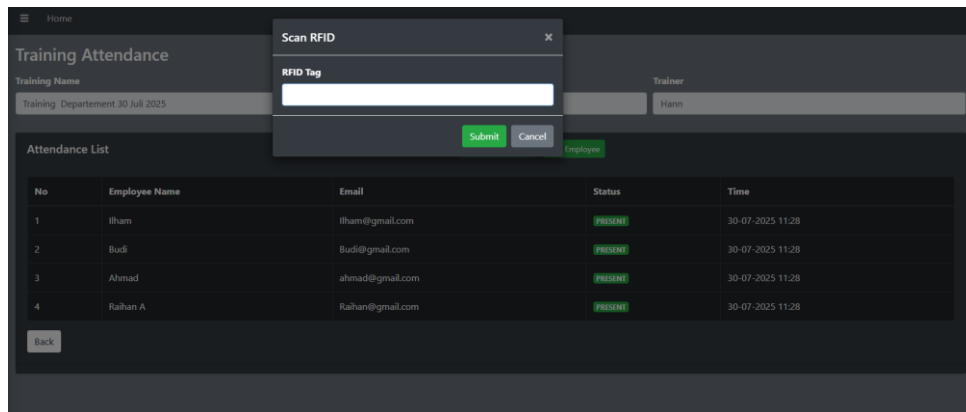 ☰ Home
Scan RFID ×
RFID Tag
Submit Cancel
Training Attendance
Training Name Trainer
Training Departement 30 Juli 2025 Hann
Attendance List Employee
No Employee Name Email Status Time
1 Ilham Ilham@gmail.com PRESENT 30-07-2025 11:28
2 Budi Budi@gmail.com PRESENT 30-07-2025 11:28
3 Ahmad ahmad@gmail.com PRESENT 30-07-2025 11:28
4 Raihan A Raihan@gmail.com PRESENT 30-07-2025 11:28
Back